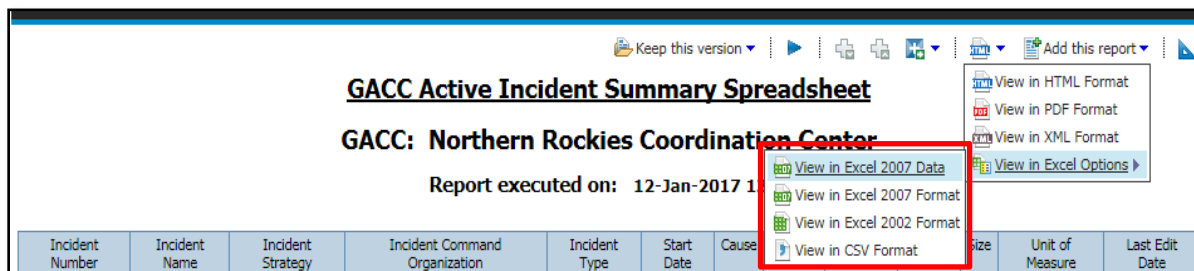 Keep this version
Add this report
GACC Active Incident Summary Spreadsheet
View in HTML Format
View in PDF Format
View in XML Format
View in Excel Options
GACC: Northern Rockies Coordination Center
View in Excel 2007 Data
View in Excel 2007 Format
View in Excel 2002 Format
View in CSV Format
Report executed on: 12-Jan-2017
Incident Number
Incident Name
Incident Strategy
Incident Command Organization
Incident Type
Start Date
Cause
Size
Unit of Measure
Last Edit Date